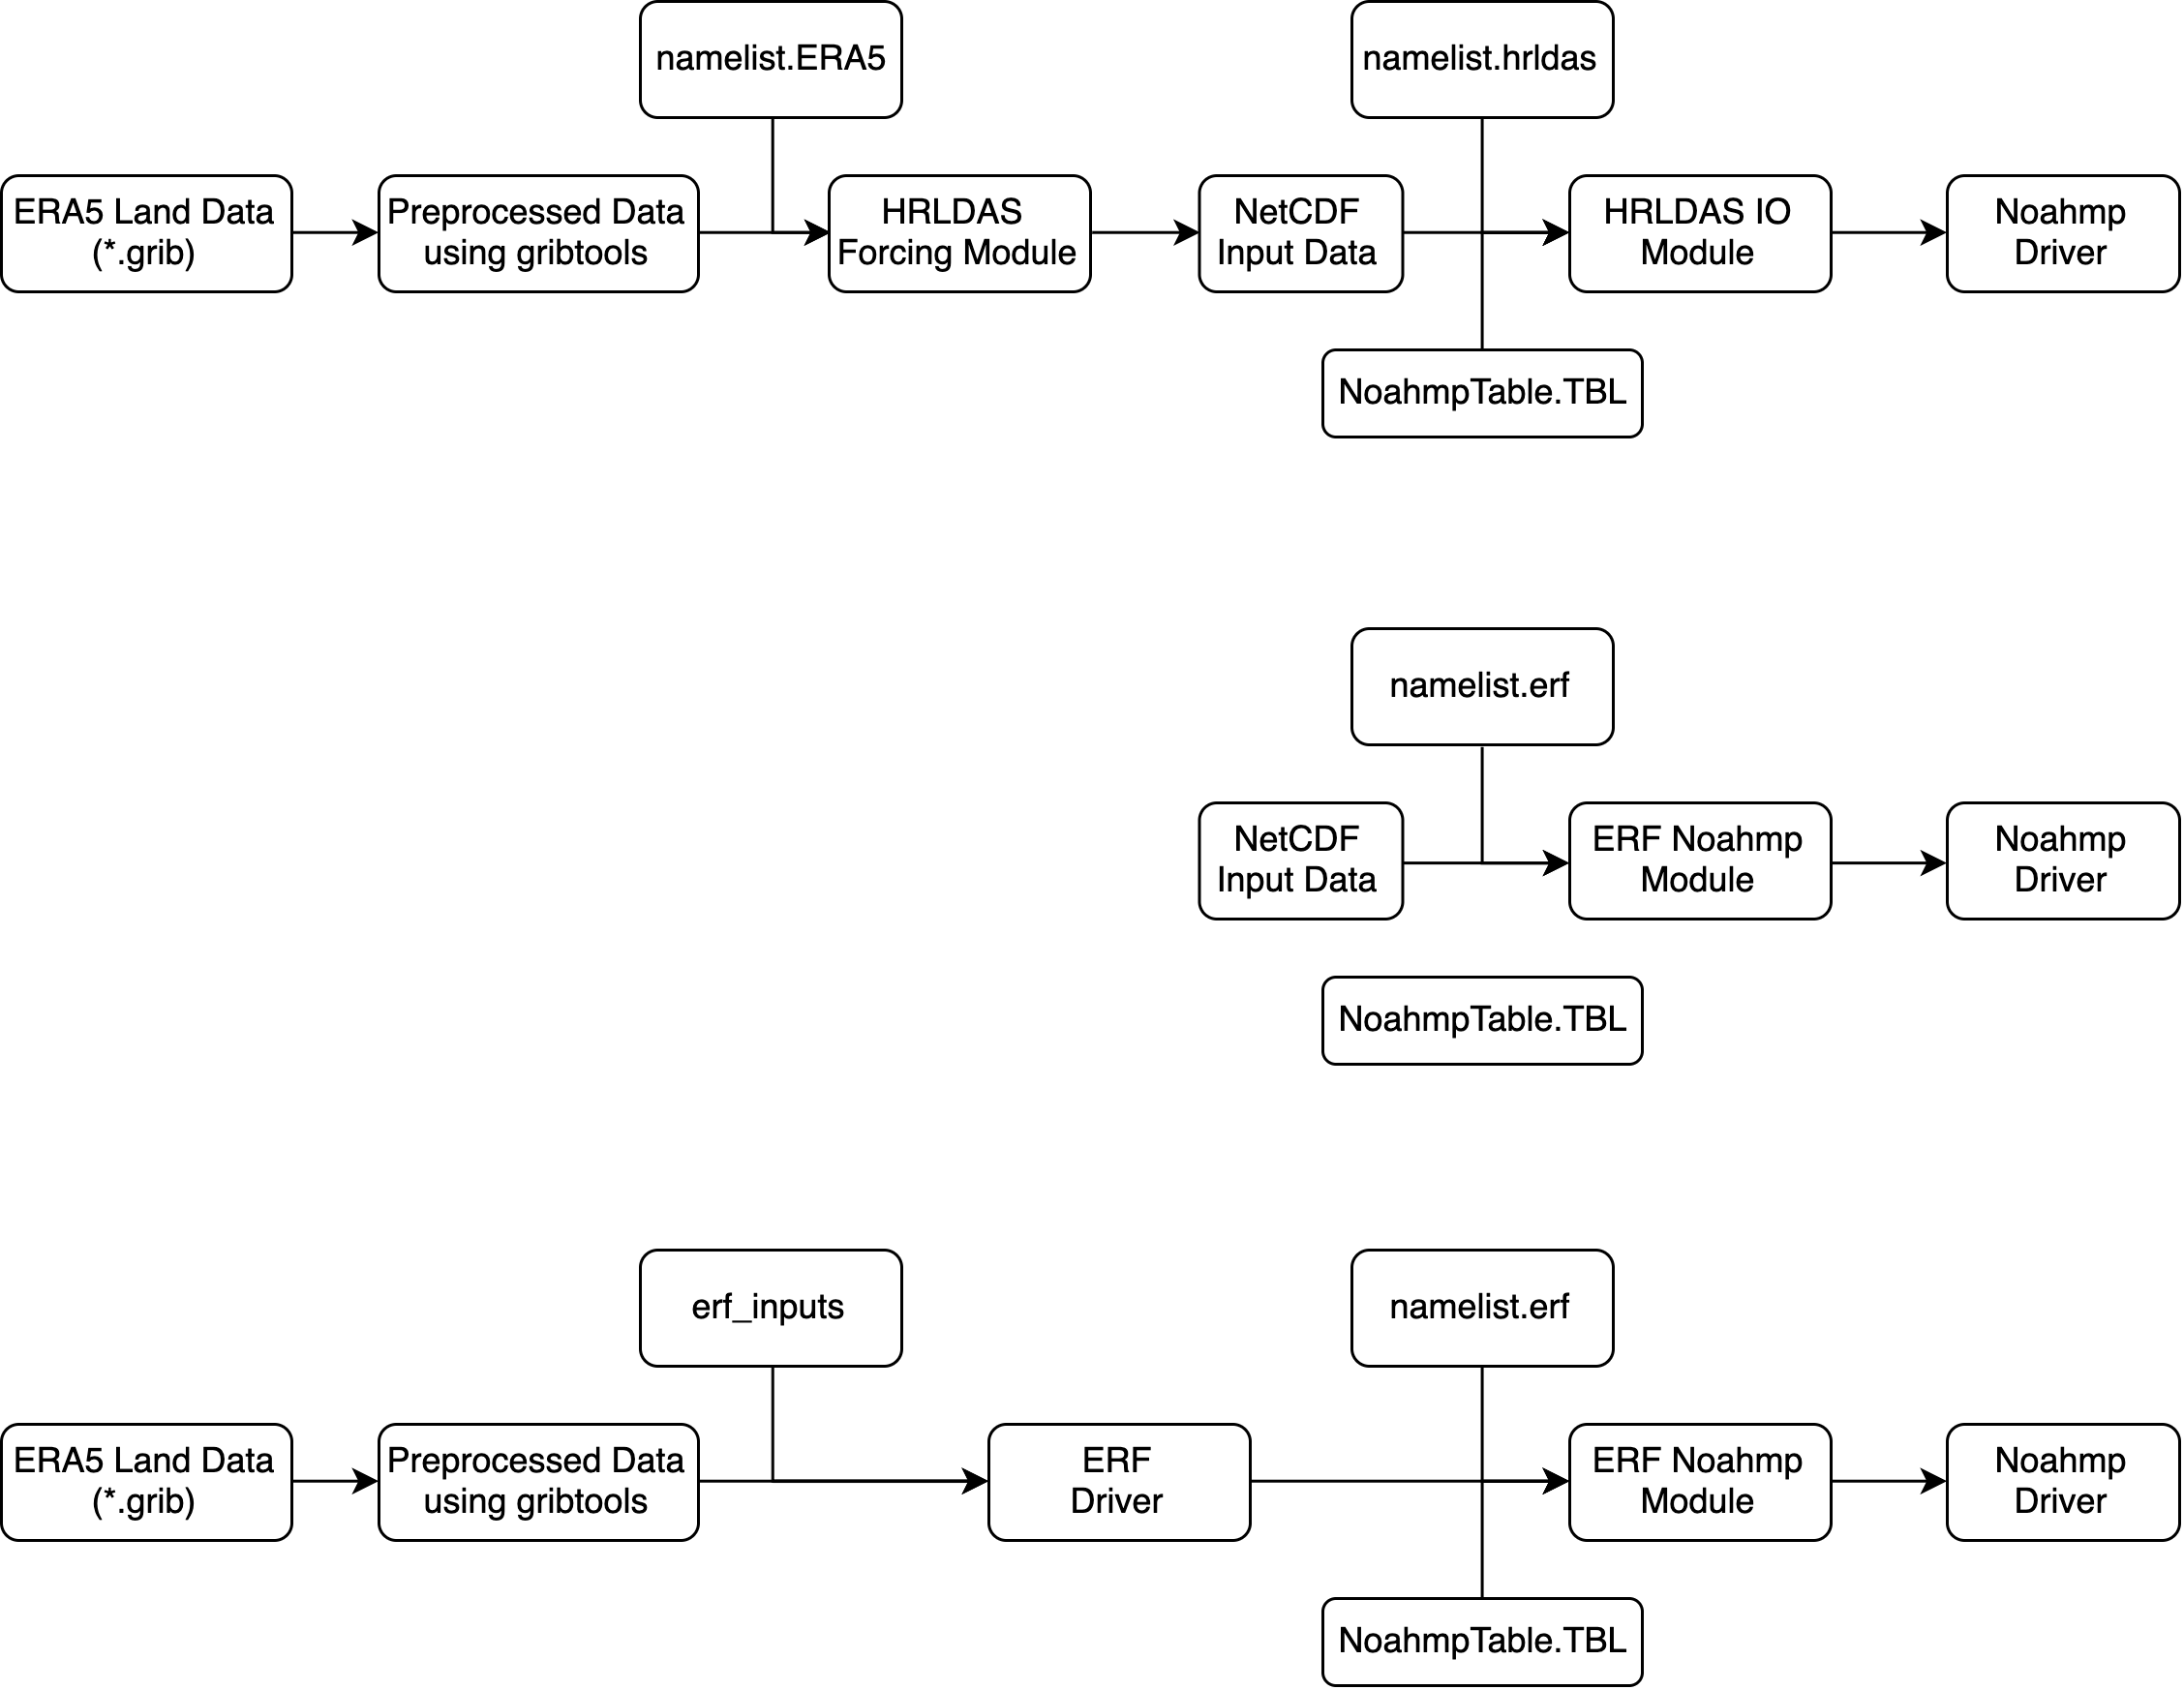 namelist.ERA5
namelist.hrldas
ERA5 Land Data
(*.grib)
Preprocessed Data
using gribtools
HRLDAS
Forcing Module
NetCDF
Input Data
HRLDAS IO
Module
Noahmp
Driver
NoahmpTable.TBL
namelist.erf
NetCDF
Input Data
ERF Noahmp
Module
Noahmp
Driver
NoahmpTable.TBL
erf_inputs
namelist.erf
ERA5 Land Data
(*.grib)
Preprocessed Data
using gribtools
ERF
Driver
ERF Noahmp
Module
Noahmp
Driver
NoahmpTable.TBL